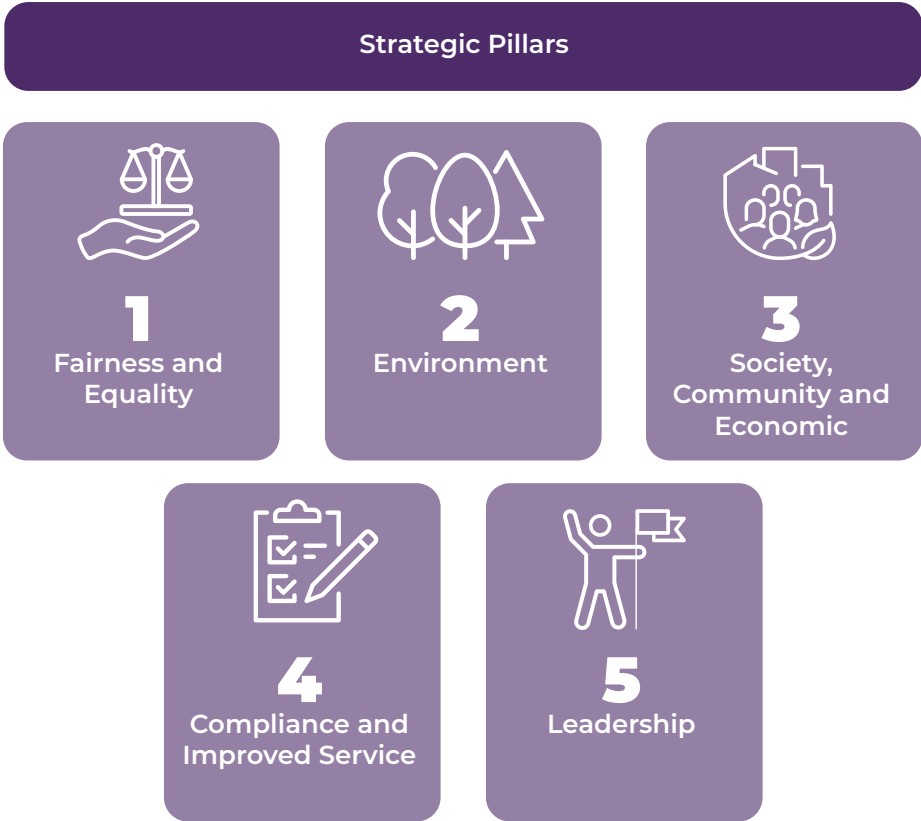 Strategic Pillars
1
Fairness and
Equality
2
Environment
3
Society,
Community and
Economic
4
Compliance and
Improved Service
5
Leadership